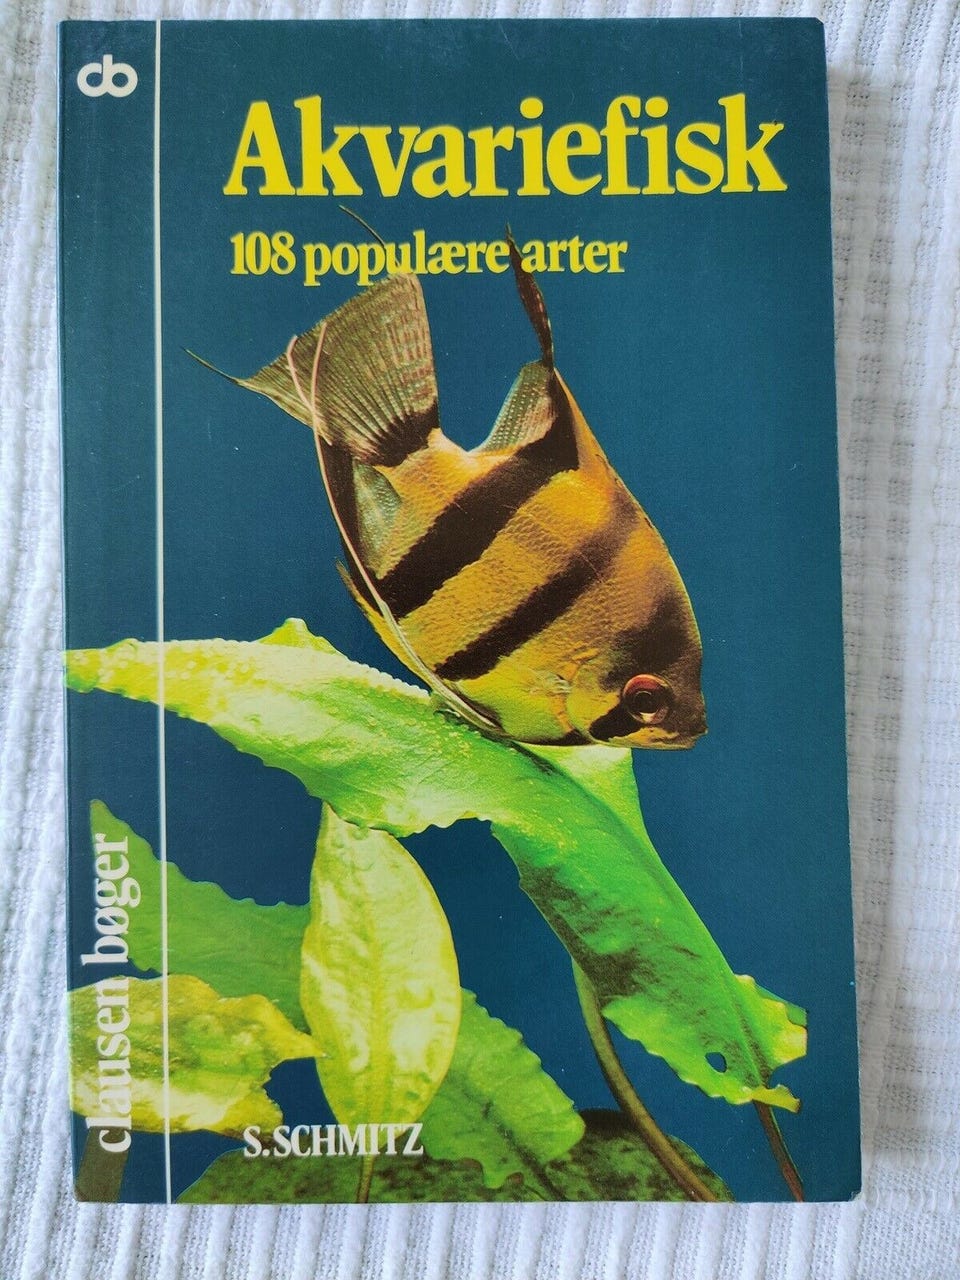 cb
Akvariefisk
108 populære arter
clausen bøger
S. SCHMITZ